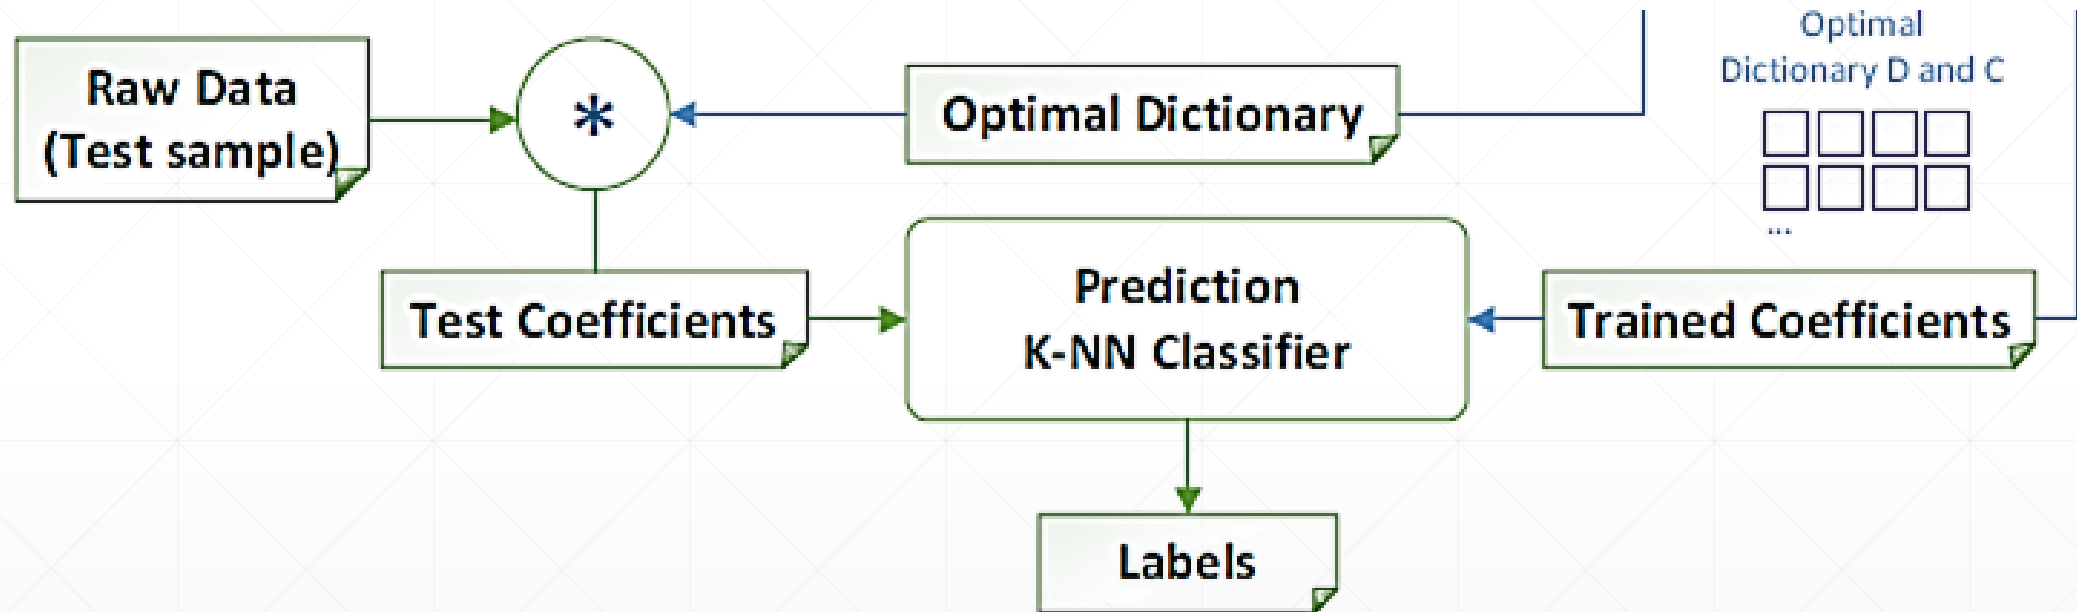 Raw Data
(Test sample)
*
Optimal Dictionary
Optimal
Dictionary D and C
...
Test Coefficients
Prediction
K-NN Classifier
Trained Coefficients
Labels